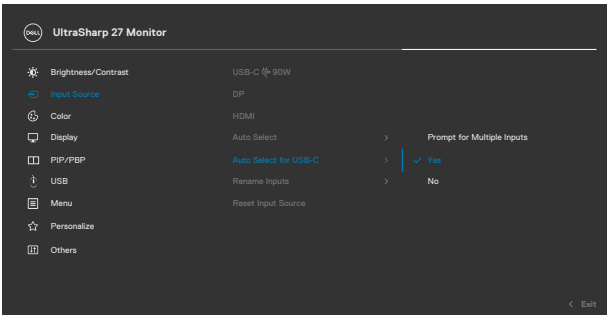 DELL UltraSharp 27 Monitor
Brightness/Contrast
Input Source
Color
Display
PIP/PBP
USB
Menu
Personalize
Others
USB-C 90W
DP
HDMI
Auto Select >
Auto Select for USB-C >
Rename Inputs >
Reset Input Source
Prompt for Multiple Inputs
✓ Yes
No
< Exit